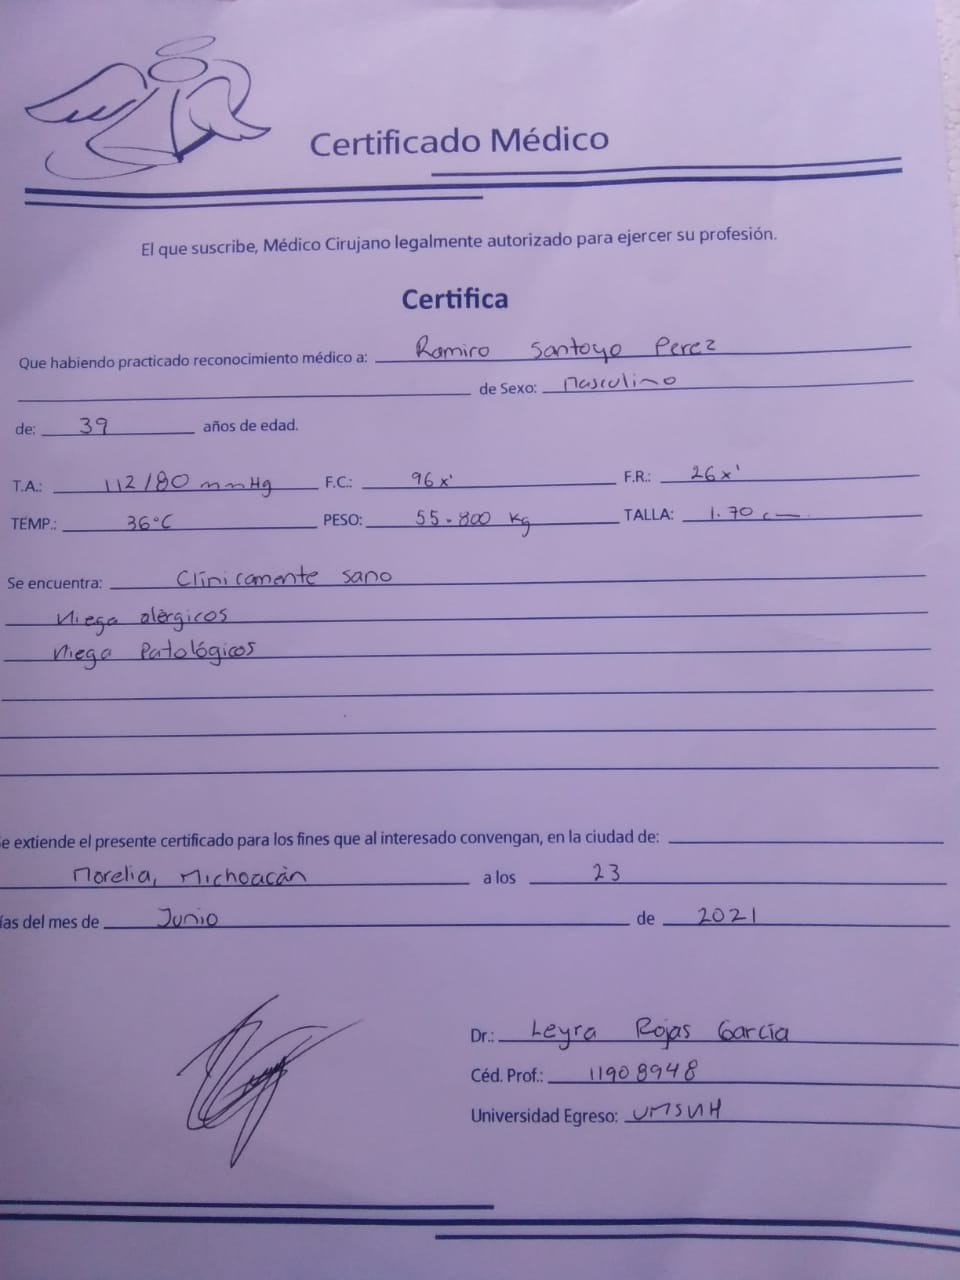 Certificado Médico
El que suscribe, Médico Cirujano legalmente autorizado para ejercer su profesión.
Certifica
Que habiendo practicado reconocimiento médico a: Ramiro Santoyo Perez
de Sexo: Masculino
de: 39 años de edad.
T.A.: 112/80 mmHg F.C.: 96 x' F.R.: 26 x'
TEMP.: 36°C PESO: 55.800 Kg TALLA: 1.70 cm
Se encuentra: Clínicamente sano
Niega alérgicos
Niega Patológicos
e extiende el presente certificado para los fines que al interesado convengan, en la ciudad de:
Morelia, Michoacán a los 23
ías del mes de Junio de 2021
Dr.: Leyra Rojas García
Céd. Prof.: 11908948
Universidad Egreso: UMSNH